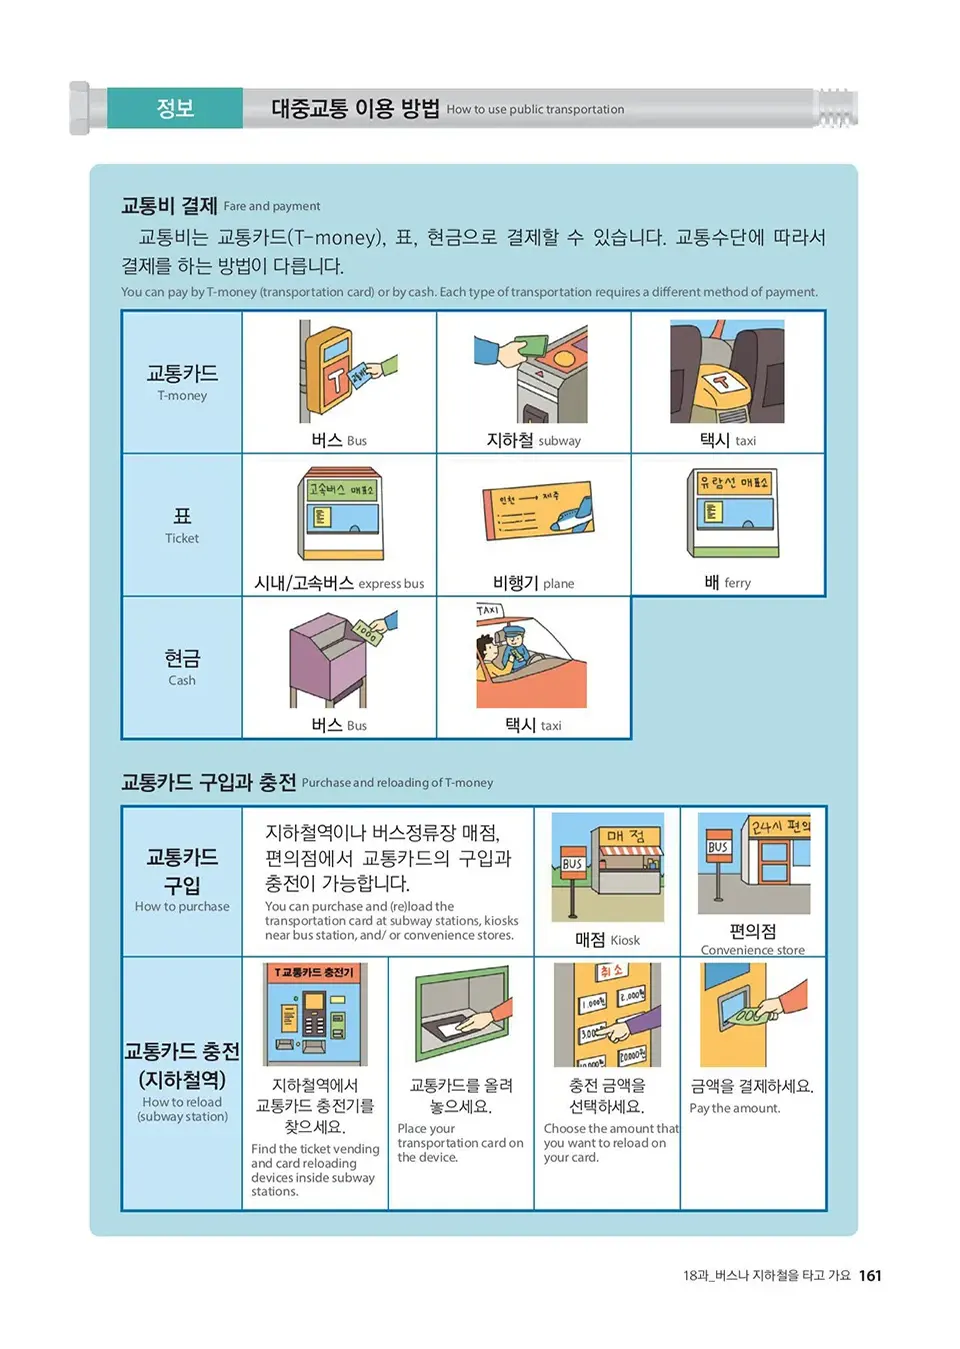 정보
대중교통 이용 방법 How to use public transportation
교통비 결제 Fare and payment
교통비는 교통카드(T-money), 표, 현금으로 결제할 수 있습니다. 교통수단에 따라서
결제를 하는 방법이 다릅니다.
You can pay by T-money (transportation card) or by cash. Each type of transportation requires a different method of payment.
교통카드
T-money
T
버스 Bus
지하철 subway
T
택시 taxi
표
Ticket
고속버스 매표소
시내/고속버스 express bus
인천 → 제주
비행기 plane
유람선 매표소
배 ferry
현금
Cash
1000
버스 Bus
TAXI
택시 taxi
교통카드 구입과 충전 Purchase and reloading of T-money
교통카드
구입
How to purchase
지하철역이나 버스정류장 매점,
편의점에서 교통카드의 구입과
충전이 가능합니다.
You can purchase and (re)load the
transportation card at subway stations, kiosks
near bus station, and/ or convenience stores.
매점
BUS
매점 Kiosk
24시 편의
BUS
편의점
Convenience store
교통카드 충전
(지하철역)
How to reload
(subway station)
T 교통카드 충전기
지하철역에서
교통카드 충전기를
찾으세요.
Find the ticket vending
and card reloading
devices inside subway
stations.
교통카드를 올려
놓으세요.
Place your
transportation card on
the device.
취소
1,000원
2,000원
20,000원
충전 금액을
선택하세요.
Choose the amount that
you want to reload on
your card.
금액을 결제하세요.
Pay the amount.
18과_버스나 지하철을 타고 가요 161